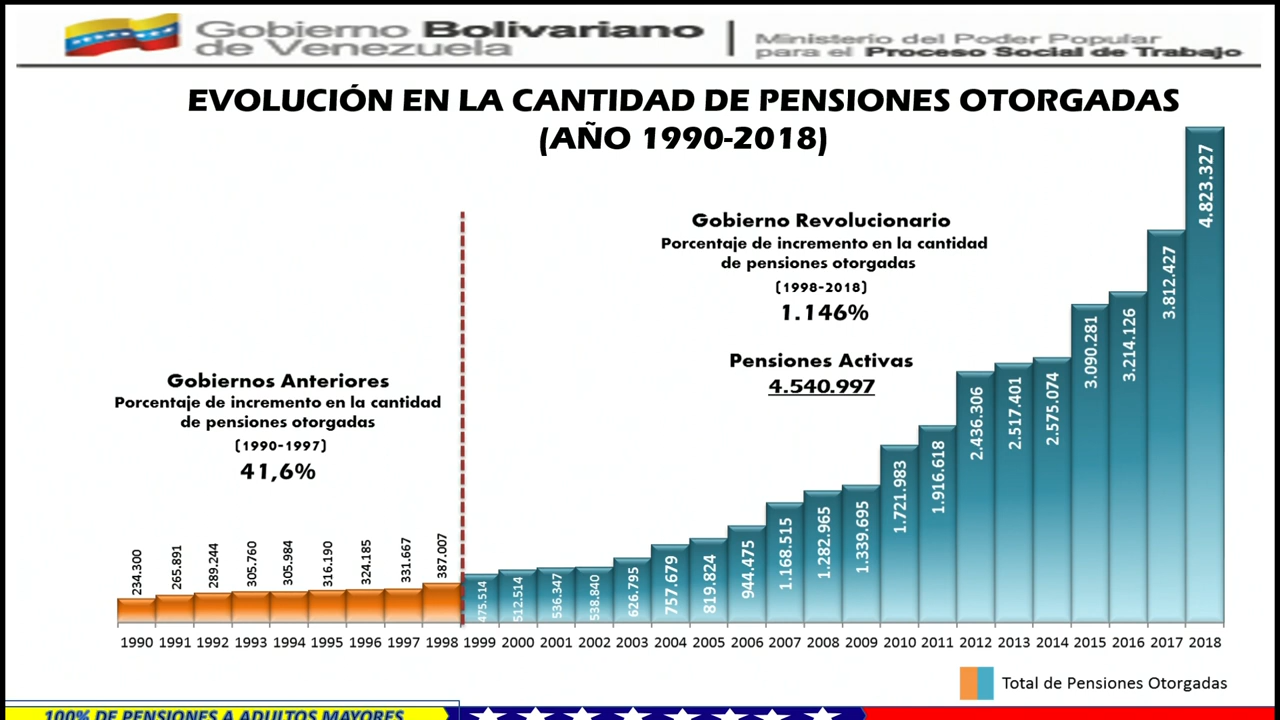 Gobierno Bolivariano
de Venezuela
Ministerio del Poder Popular
para el Proceso Social de Trabajo
EVOLUCIÓN EN LA CANTIDAD DE PENSIONES OTORGADAS
(AÑO 1990-2018)
Gobierno Revolucionario
Porcentaje de incremento en la cantidad
de pensiones otorgadas
(1998-2018)
1.146%
Pensiones Activas
4.540.997
Gobiernos Anteriores
Porcentaje de incremento en la cantidad
de pensiones otorgadas
(1990-1997)
41,6%
234.300
265.891
289.244
305.760
305.984
316.190
324.185
331.667
387.007
475.514
512.514
536.347
538.840
626.795
757.679
819.824
944.475
1.168.515
1.282.965
1.339.695
1.721.983
1.916.618
2.436.306
2.517.401
2.575.074
3.090.281
3.214.126
3.812.427
4.823.327
1990 1991 1992 1993 1994 1995 1996 1997 1998 1999 2000 2001 2002 2003 2004 2005 2006 2007 2008 2009 2010 2011 2012 2013 2014 2015 2016 2017 2018
Total de Pensiones Otorgadas
100% DE PENSIONES A ADULTOS MAYORES